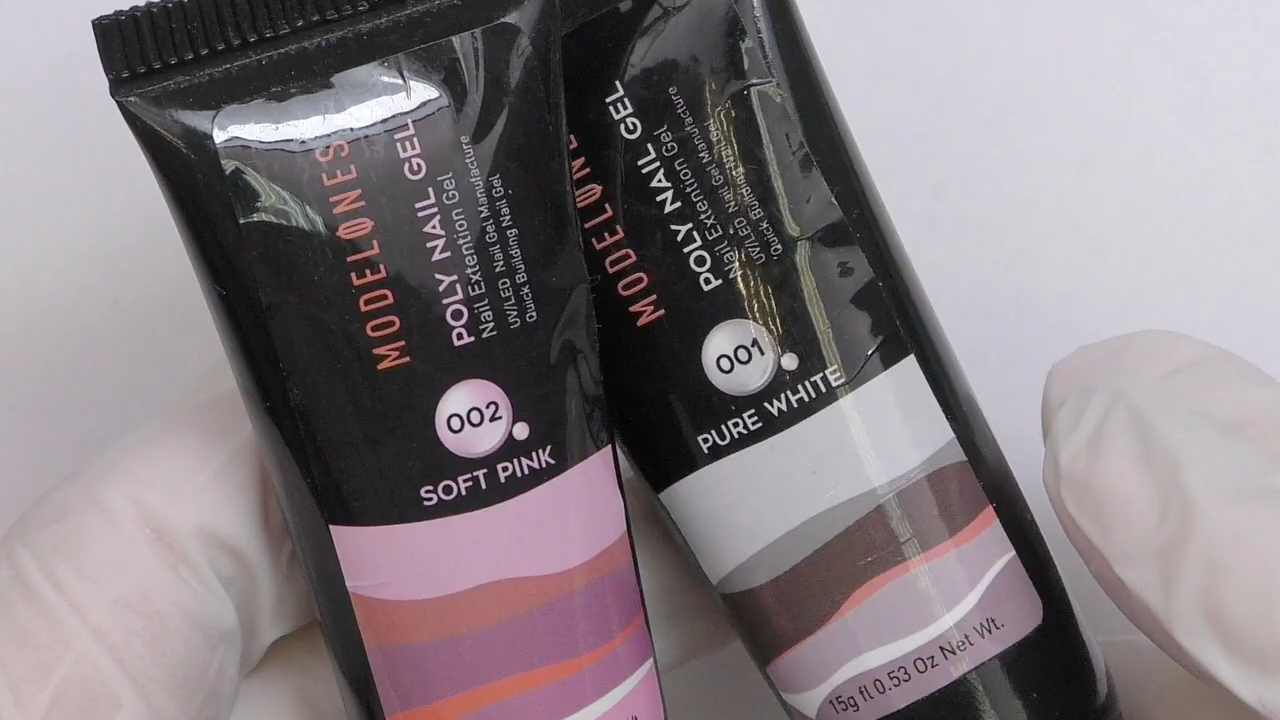 MODELONES
POLY NAIL GEL
Nail Extention Gel
UV/LED Nail Gel Manufacture
Quick Building Nail Gel
002
SOFT PINK
MODELONE
POLY NAIL GEL
Nail Extention Gel
UV/LED Nail Gel Manufacture
Quick Building Nail Gel
001
PURE WHITE
15g fl 0.53 Oz Net Wt.